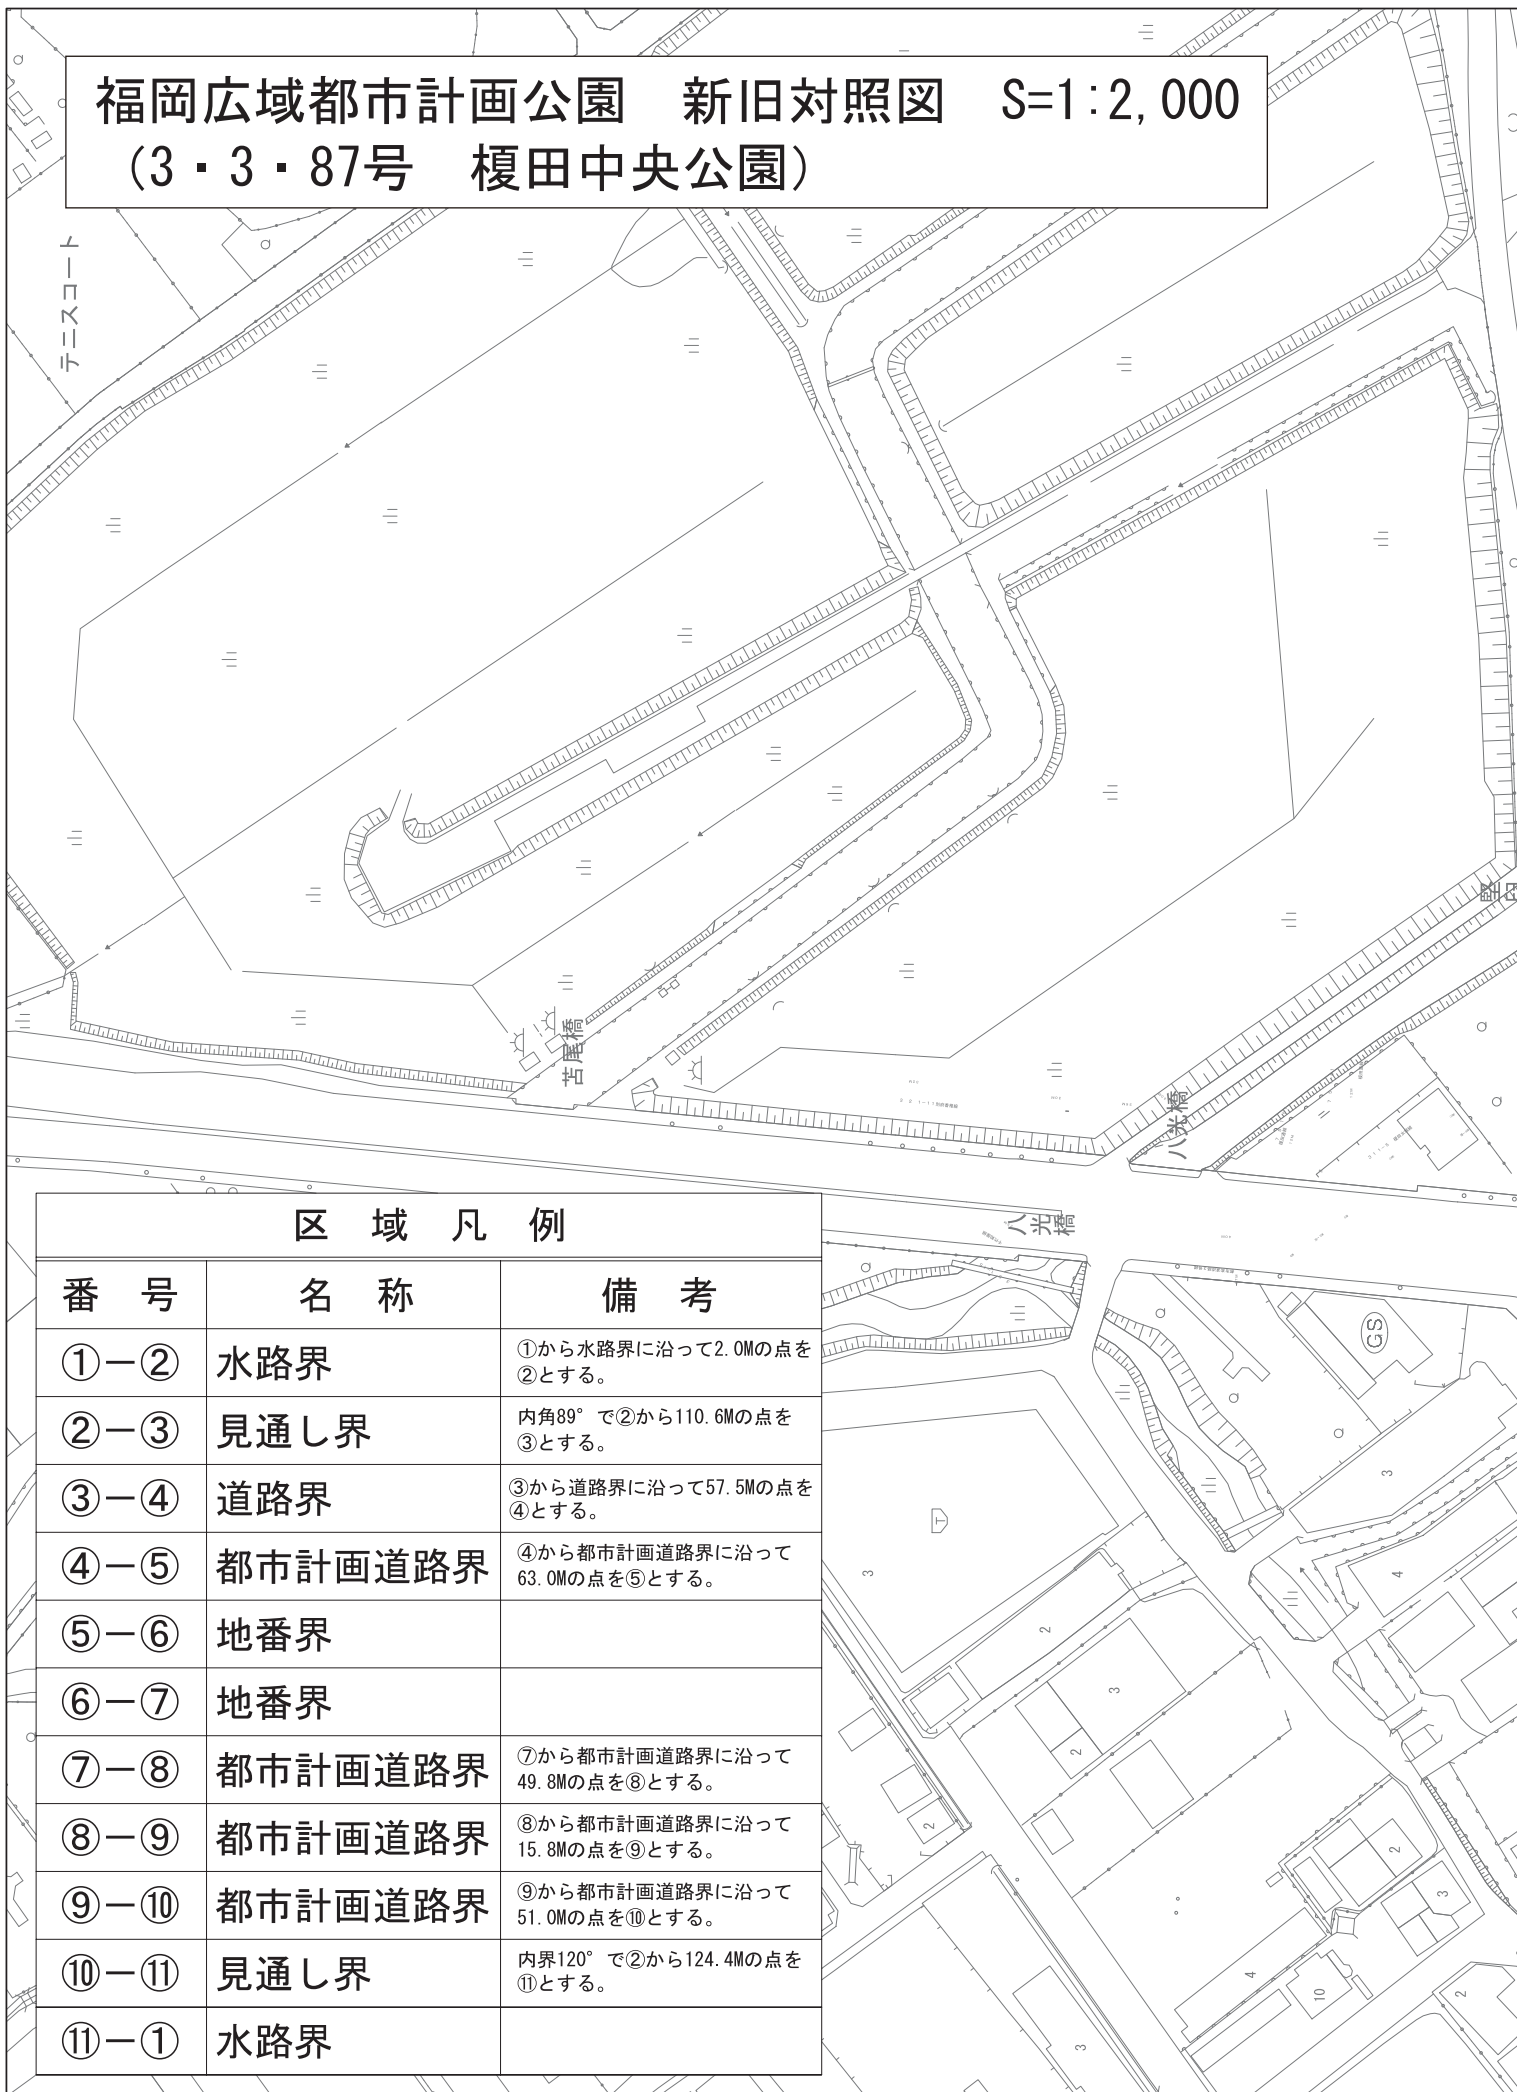 福岡広域都市計画公園　新旧対照図　S=1:2,000
（3・3・87号　榎田中央公園）
テニスコート
苫尾橋
八光橋
八光橋
GS
T
区　域　凡　例
番　号　名　称　備　考
①－②　水路界　①から水路界に沿って2.0Mの点を
②とする。
②－③　見通し界　内角89°で②から110.6Mの点を
③とする。
③－④　道路界　③から道路界に沿って57.5Mの点を
④とする。
④－⑤　都市計画道路界　④から都市計画道路界に沿って
63.0Mの点を⑤とする。
⑤－⑥　地番界
⑥－⑦　地番界
⑦－⑧　都市計画道路界　⑦から都市計画道路界に沿って
49.8Mの点を⑧とする。
⑧－⑨　都市計画道路界　⑧から都市計画道路界に沿って
15.8Mの点を⑨とする。
⑨－⑩　都市計画道路界　⑨から都市計画道路界に沿って
51.0Mの点を⑩とする。
⑩－⑪　見通し界　内界120°で②から124.4Mの点を
⑪とする。
⑪－①　水路界
3
3
4
2
3
2
2
2
3
4
10
2
3